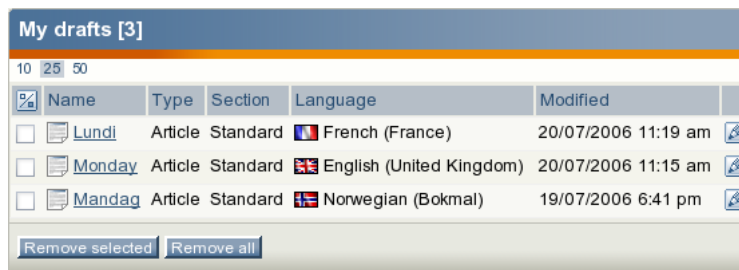 My drafts [3]
10 25 50
Name Type Section Language Modified
Lundi Article Standard French (France) 20/07/2006 11:19 am
Monday Article Standard English (United Kingdom) 20/07/2006 11:15 am
Mandag Article Standard Norwegian (Bokmal) 19/07/2006 6:41 pm
Remove selected Remove all